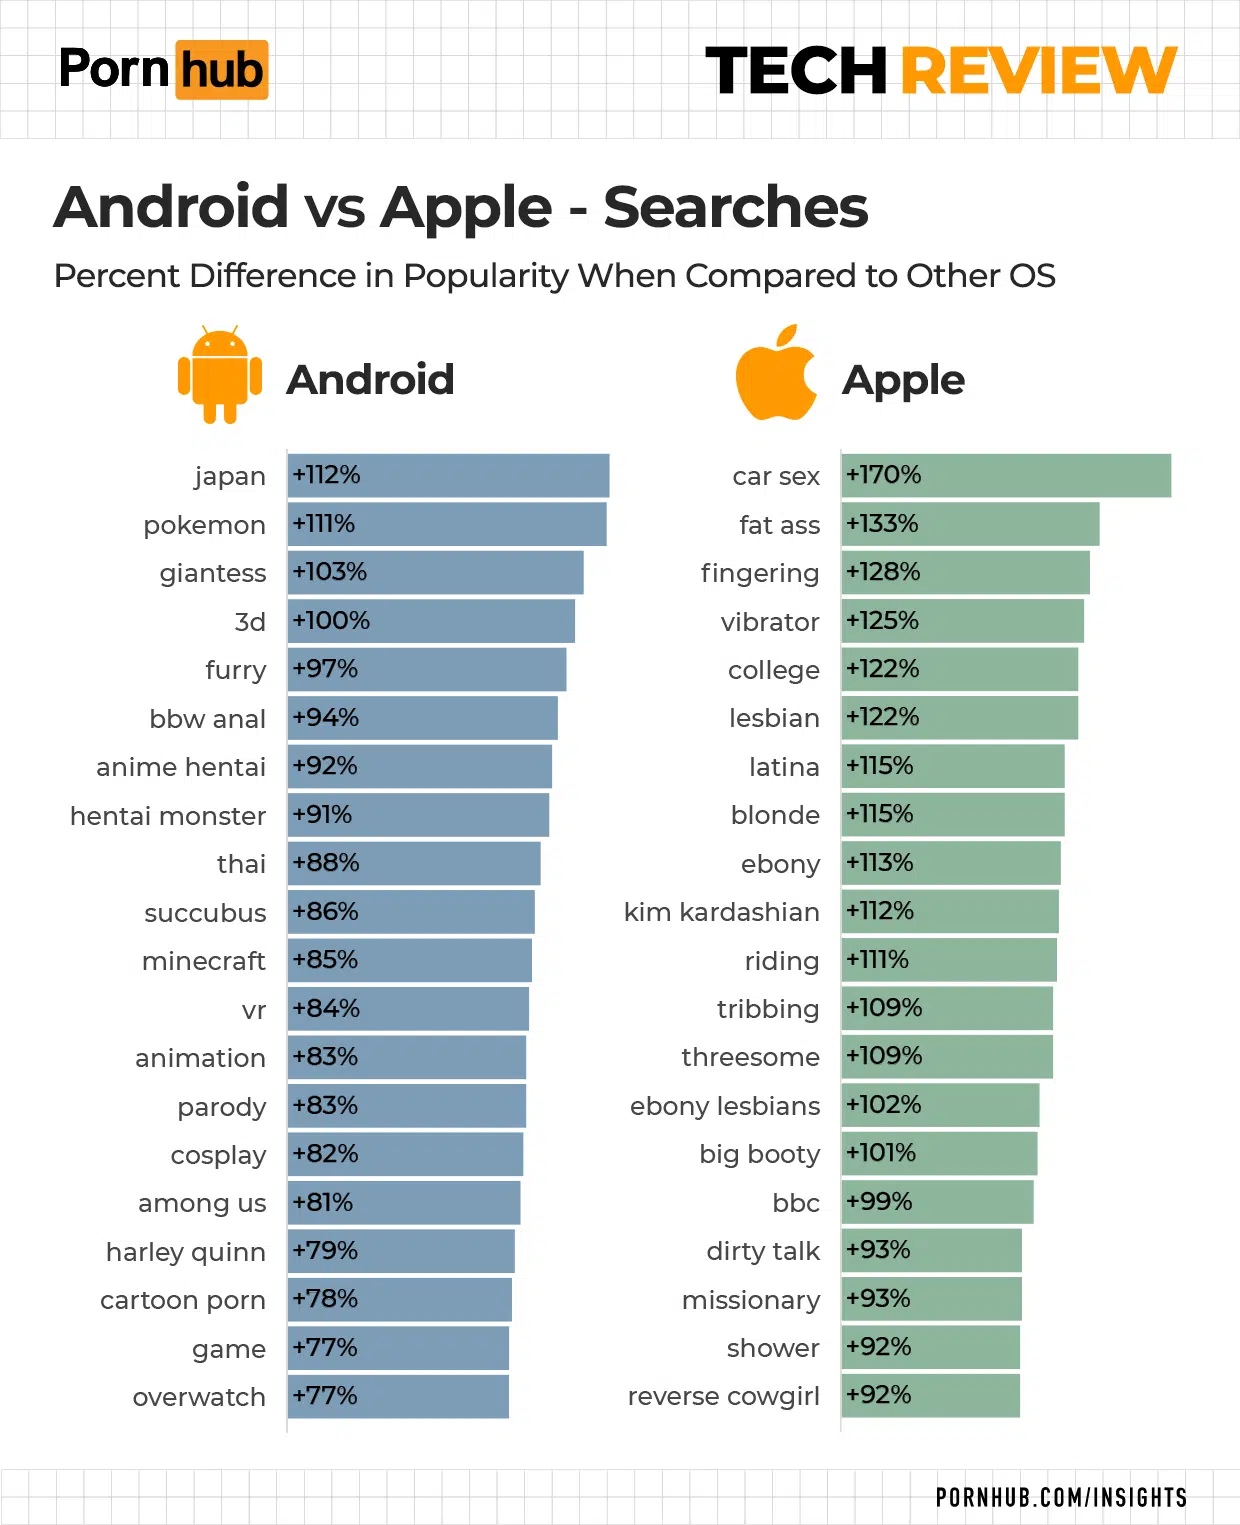 Pornhub
TECH REVIEW
Android vs Apple - Searches
Percent Difference in Popularity When Compared to Other OS
Android
japan +112%
pokemon +111%
giantess +103%
3d +100%
furry +97%
bbw anal +94%
anime hentai +92%
hentai monster +91%
thai +88%
succubus +86%
minecraft +85%
vr +84%
animation +83%
parody +83%
cosplay +82%
among us +81%
harley quinn +79%
cartoon porn +78%
game +77%
overwatch +77%
Apple
car sex +170%
fat ass +133%
fingering +128%
vibrator +125%
college +122%
lesbian +122%
latina +115%
blonde +115%
ebony +113%
kim kardashian +112%
riding +111%
tribbing +109%
threesome +109%
ebony lesbians +102%
big booty +101%
bbc +99%
dirty talk +93%
missionary +93%
shower +92%
reverse cowgirl +92%
PORNHUB.COM/INSIGHTS